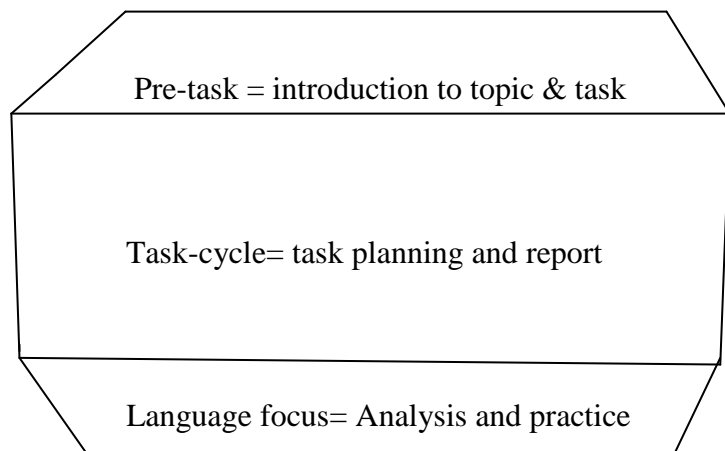 Pre-task = introduction to topic & task
Task-cycle= task planning and report
Language focus= Analysis and practice